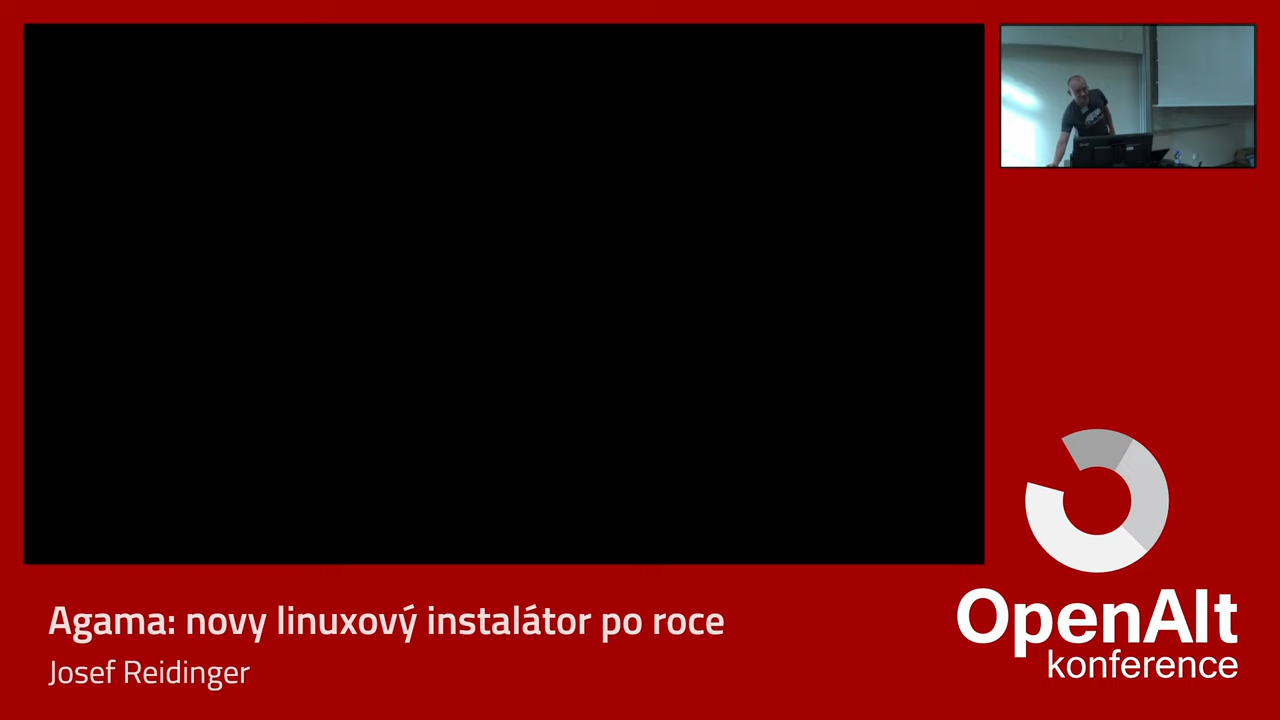 Agama: novy linuxový instalátor po roce
Josef Reidinger
OpenAlt
konference